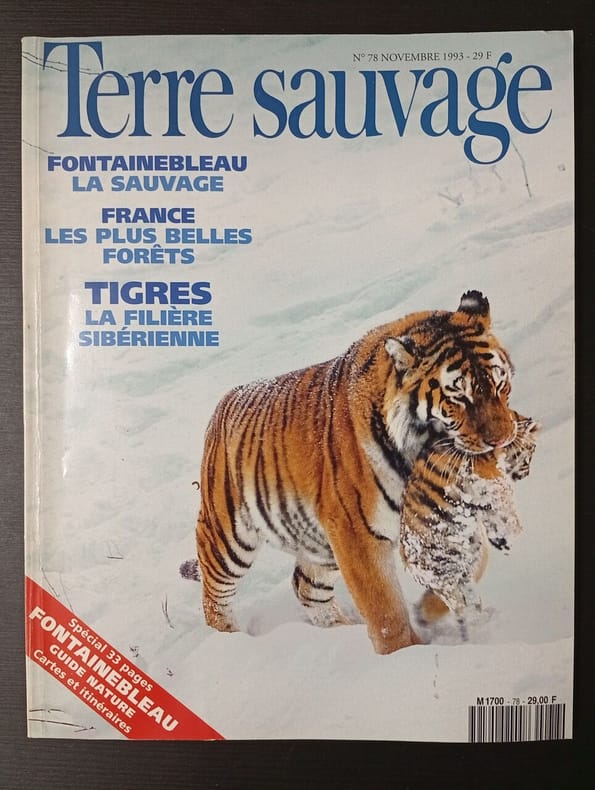 N° 78 NOVEMBRE 1993 - 29 F
Terre sauvage
FONTAINEBLEAU
LA SAUVAGE
FRANCE
LES PLUS BELLES
FORÊTS
TIGRES
LA FILIÈRE
SIBÉRIENNE
Spécial 33 pages
FONTAINEBLEAU
GUIDE NATURE
Cartes et itinéraires
M 1700 - 78 - 29.00 F